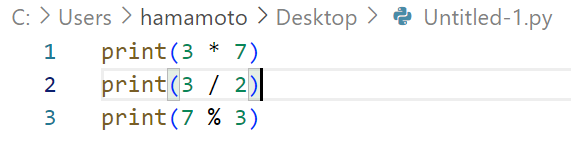 C: > Users > hamamoto > Desktop > Untitled-1.py
1 print(3 * 7)
2 print(3 / 2)
3 print(7 % 3)